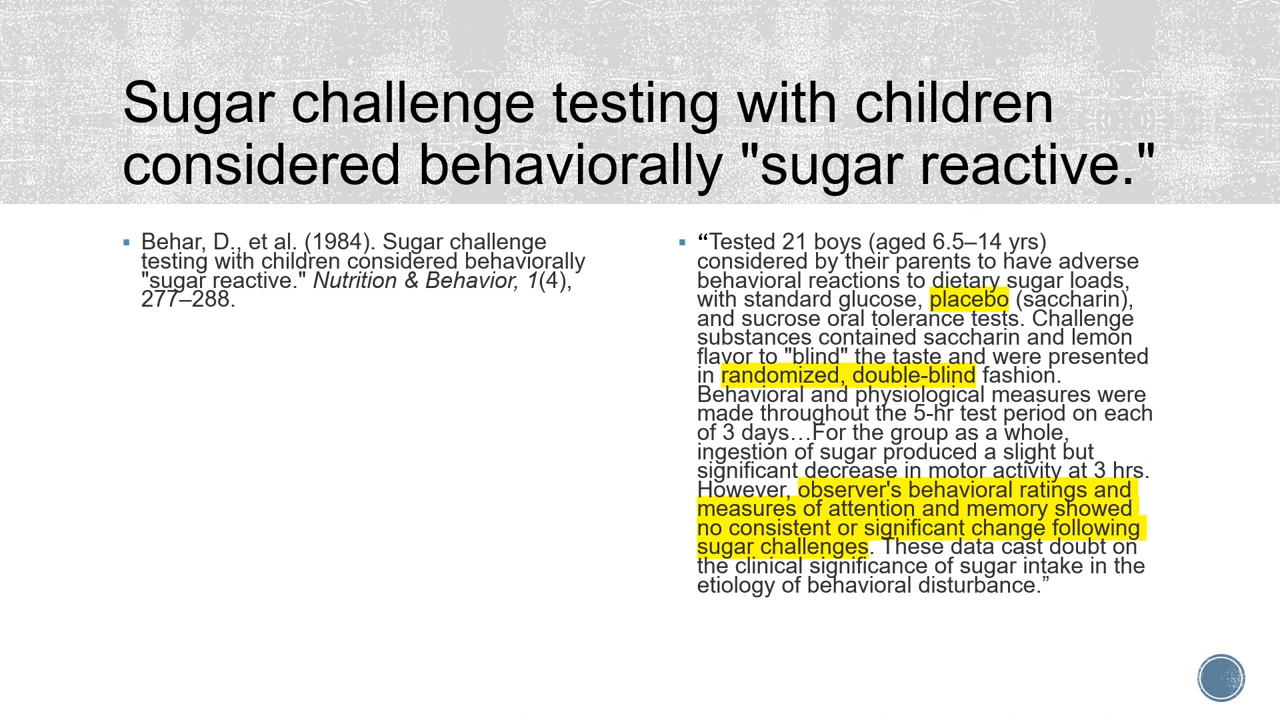 Sugar challenge testing with children
considered behaviorally "sugar reactive."
▪ Behar, D., et al. (1984). Sugar challenge
testing with children considered behaviorally
"sugar reactive." Nutrition & Behavior, 1(4),
277–288.
▪ “Tested 21 boys (aged 6.5–14 yrs)
considered by their parents to have adverse
behavioral reactions to dietary sugar loads,
with standard glucose, placebo (saccharin),
and sucrose oral tolerance tests. Challenge
substances contained saccharin and lemon
flavor to "blind" the taste and were presented
in randomized, double-blind fashion.
Behavioral and physiological measures were
made throughout the 5-hr test period on each
of 3 days…For the group as a whole,
ingestion of sugar produced a slight but
significant decrease in motor activity at 3 hrs.
However, observer's behavioral ratings and
measures of attention and memory showed
no consistent or significant change following
sugar challenges. These data cast doubt on
the clinical significance of sugar intake in the
etiology of behavioral disturbance.”